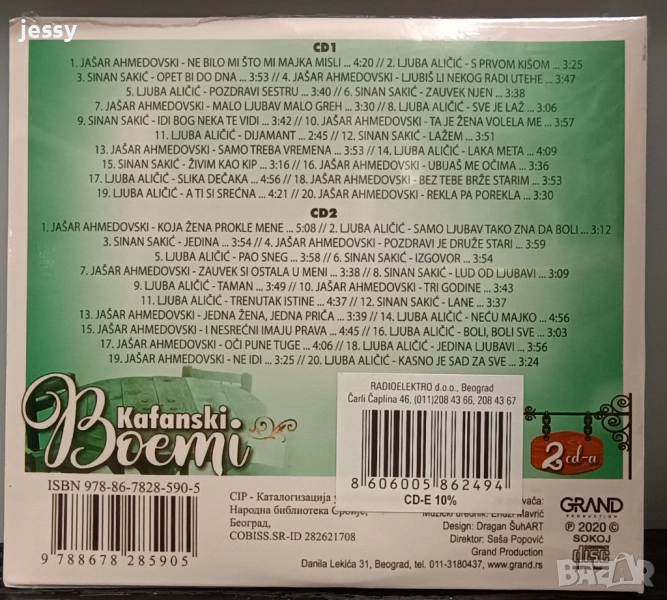 jessy
CD1
1. JAŠAR AHMEDOVSKI - NE BILO MI ŠTO MI MAJKA MISLI ... 4:20 // 2. LJUBA ALIČIĆ - S PRVOM KIŠOM ... 3:25
3. SINAN SAKIĆ - OPET BI DO DNA ... 3:53 // 4. JAŠAR AHMEDOVSKI - LJUBIŠ LI NEKOG RADI UTEHE ... 3:47
5. LJUBA ALIČIĆ - POZDRAVI SESTRU ... 3:40 // 6. SINAN SAKIĆ - ZAUVEK NJEN ... 3:38
7. JAŠAR AHMEDOVSKI - MALO LJUBAV MALO GREH ... 3:30 // 8. LJUBA ALIČIĆ - SVE JE LAŽ ... 3:06
9. SINAN SAKIĆ - IDI BOG NEKA TE VIDI ... 3:42 // 10. JAŠAR AHMEDOVSKI - TA JE ŽENA VOLELA ME ... 3:57
11. LJUBA ALIČIĆ - DIJAMANT ... 2:45 // 12. SINAN SAKIĆ - LAŽEM ... 3:51
13. JAŠAR AHMEDOVSKI - SAMO TREBA VREMENA ... 3:53 // 14. LJUBA ALIČIĆ - LAKA META ... 4:09
15. SINAN SAKIĆ - ŽIVIM KAO KIP ... 3:16 // 16. JAŠAR AHMEDOVSKI - UBIJAŠ ME OČIMA ... 3:36
17. LJUBA ALIČIĆ - SLIKA DEČAKA ... 4:56 // 18. JAŠAR AHMEDOVSKI - BEZ TEBE BRŽE STARIM ... 3:53
19. LJUBA ALIČIĆ - A TI SI SREĆNA ... 4:21 // 20. JAŠAR AHMEDOVSKI - REKLA PA POREKLA ... 3:30
CD2
1. JAŠAR AHMEDOVSKI - KOJA ŽENA PROKLE MENE ... 5:08 // 2. LJUBA ALIČIĆ - SAMO LJUBAV TAKO ZNA DA BOLI ... 3:12
3. SINAN SAKIĆ - JEDINA ... 3:54 // 4. JAŠAR AHMEDOVSKI - POZDRAVI JE DRUŽE STARI ... 3:59
5. LJUBA ALIČIĆ - PAO SNEG ... 3:58 // 6. SINAN SAKIĆ - IZGOVOR ... 3:54
7. JAŠAR AHMEDOVSKI - ZAUVEK SI OSTALA U MENI ... 3:38 // 8. SINAN SAKIĆ - LUD OD LJUBAVI ... 3:09
9. LJUBA ALIČIĆ - TAMAN ... 3:49 // 10. JAŠAR AHMEDOVSKI - TRI GODINE ... 3:43
11. LJUBA ALIČIĆ - TRENUTAK ISTINE ... 4:37 // 12. SINAN SAKIĆ - LANE ... 3:37
13. JAŠAR AHMEDOVSKI - JEDNA ŽENA, JEDNA PRIČA ... 3:39 // 14. LJUBA ALIČIĆ - NEĆU MAJKO ... 4:56
15. JAŠAR AHMEDOVSKI - I NESREĆNI IMAJU PRAVA ... 4:45 // 16. LJUBA ALIČIĆ - BOLI, BOLI SVE ... 3:03
17. JAŠAR AHMEDOVSKI - OČI PUNE TUGE ... 4:06 // 18. LJUBA ALIČIĆ - JEDINA LJUBAVI ... 3:56
19. JAŠAR AHMEDOVSKI - NE IDI ... 3:25 // 20. LJUBA ALIČIĆ - KASNO JE SAD ZA SVE ... 3:24
Kafanski
Boemi
RADIOELEKTRO d.o.o., Beograd
Čarli Čaplina 46, (011)208 43 66, 208 43 67
8 606005 862494
CD-E 10%
2 cd-a
ISBN 978-86-7828-590-5
9 788678 285905
CIP - Каталогизација у
Народна библиотека Србије,
Београд,
COBISS.SR-ID 282621708
Muzički urednik: Mavrić
Design: Dragan ŠuhART
Direktor: Saša Popović
Grand Production
Danila Lekića 31, Beograd, tel. 011-3180437, www.grand.rs
GRAND
PRODUCTION
℗ 2020 ©
SOKOJ
COMPACT
disc
DIGITAL AUDIO
BAZAR